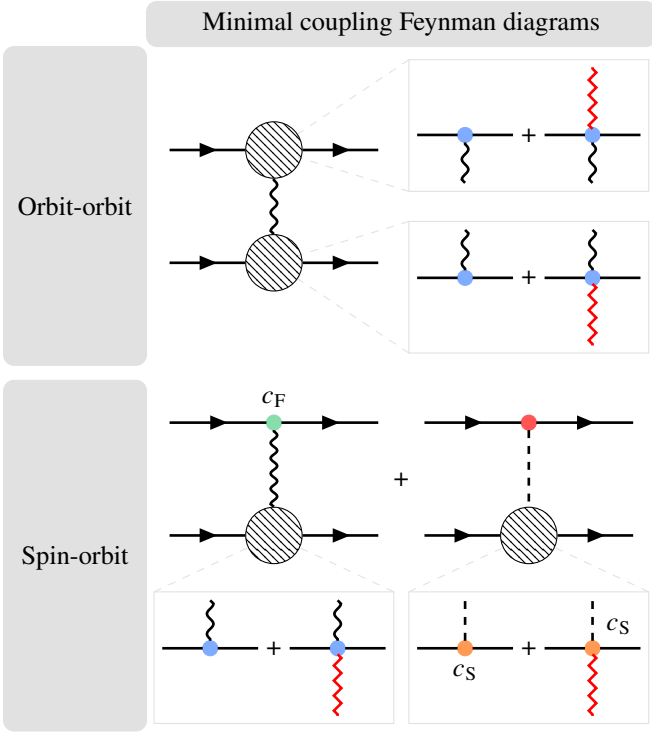 Minimal coupling Feynman diagrams
Orbit-orbit
+
+
Spin-orbit
c_F
+
+
+
c_S
c_S